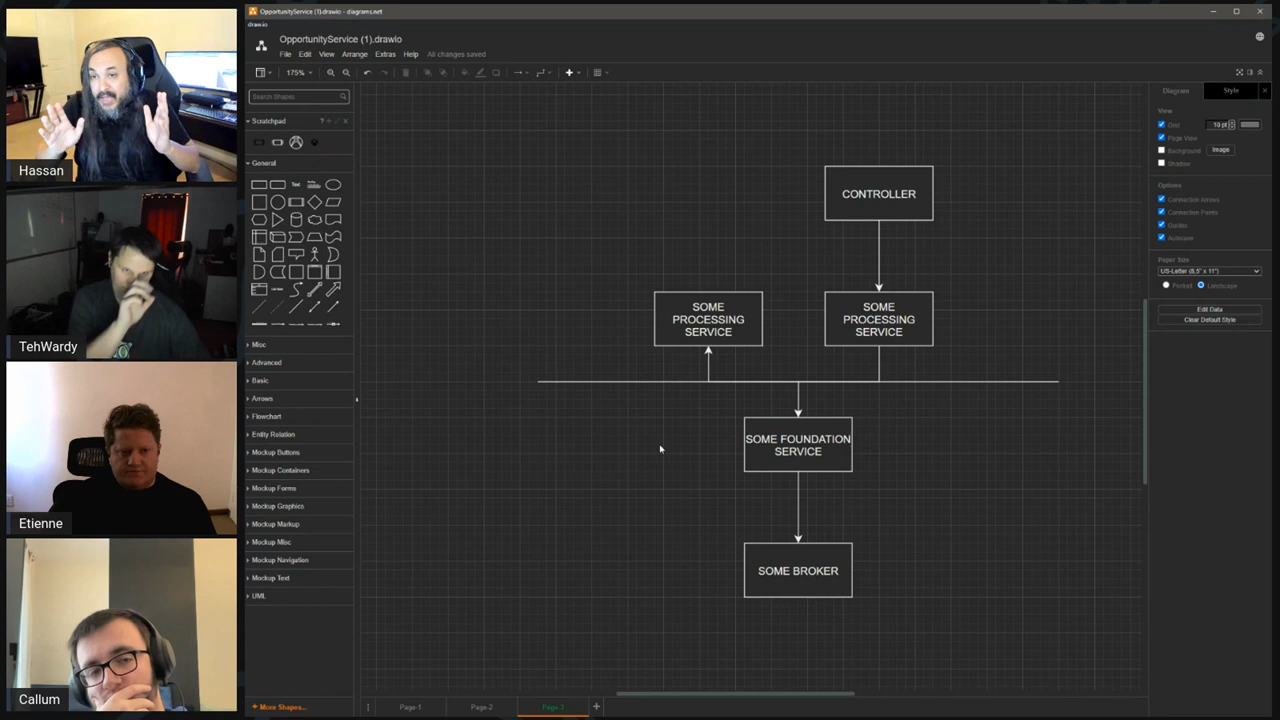 Hassan
TehWardy
Etienne
Callum
OpportunityService (1).drawio - diagrams.net
drawio
OpportunityService (1).drawio
File Edit View Arrange Extras Help All changes saved
175%
Search Shapes
Scratchpad
General
Text
Misc
Advanced
Basic
Arrows
Flowchart
Entity Relation
Mockup Buttons
Mockup Containers
Mockup Forms
Mockup Graphics
Mockup Markup
Mockup Misc
Mockup Navigation
Mockup Text
UML
+ More Shapes...
CONTROLLER
SOME
PROCESSING
SERVICE
SOME
PROCESSING
SERVICE
SOME FOUNDATION
SERVICE
SOME BROKER
Page-1 Page-2 Page-3
Diagram Style
View
Grid 10 pt
Page View
Background Image
Shadow
Options
Connection Arrows
Connection Points
Guides
Autosave
Paper Size
US-Letter (8,5" x 11")
Portrait Landscape
Edit Data
Clear Default Style